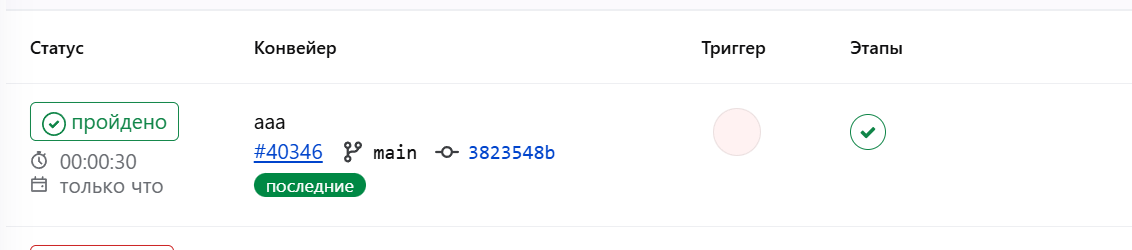 Статус Конвейер Триггер Этапы
пройдено
00:00:30
только что
aaa
#40346 main 3823548b
последние